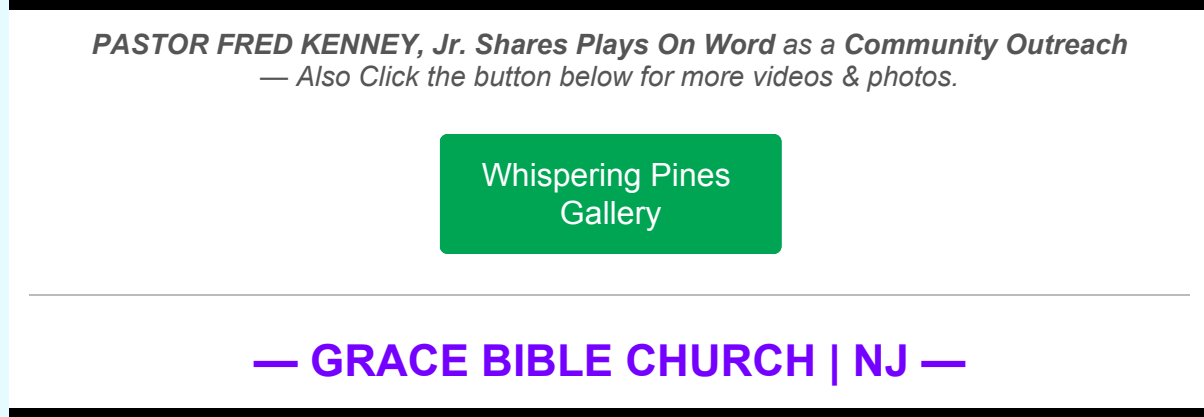 PASTOR FRED KENNEY, Jr. Shares Plays On Word as a Community Outreach
— Also Click the button below for more videos & photos.
Whispering Pines
Gallery
— GRACE BIBLE CHURCH | NJ —